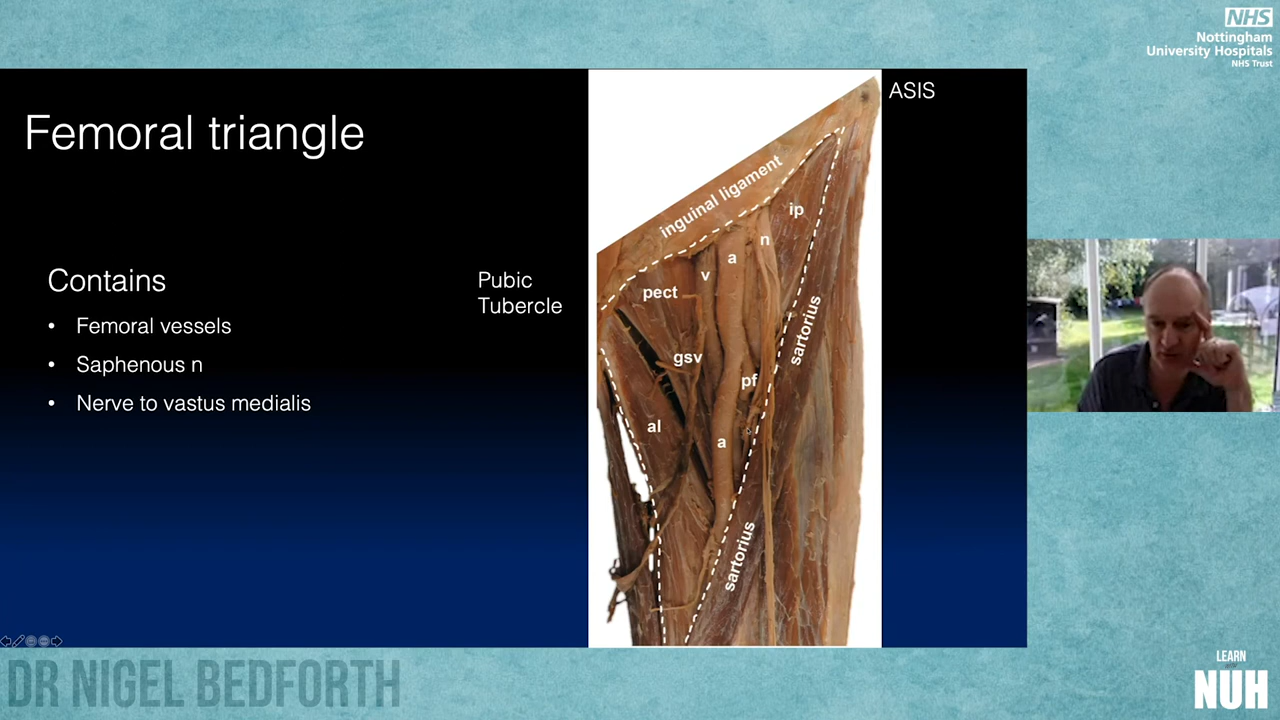 NHS
Nottingham
University Hospitals
NHS Trust
Femoral triangle
Contains
• Femoral vessels
• Saphenous n
• Nerve to vastus medialis
Pubic
Tubercle
ASIS
inguinal ligament
ip
n
a
v
pect
sartorius
gsv
pf
al
a
sartorius
DR NIGEL BEDFORTH
LEARN
NUH